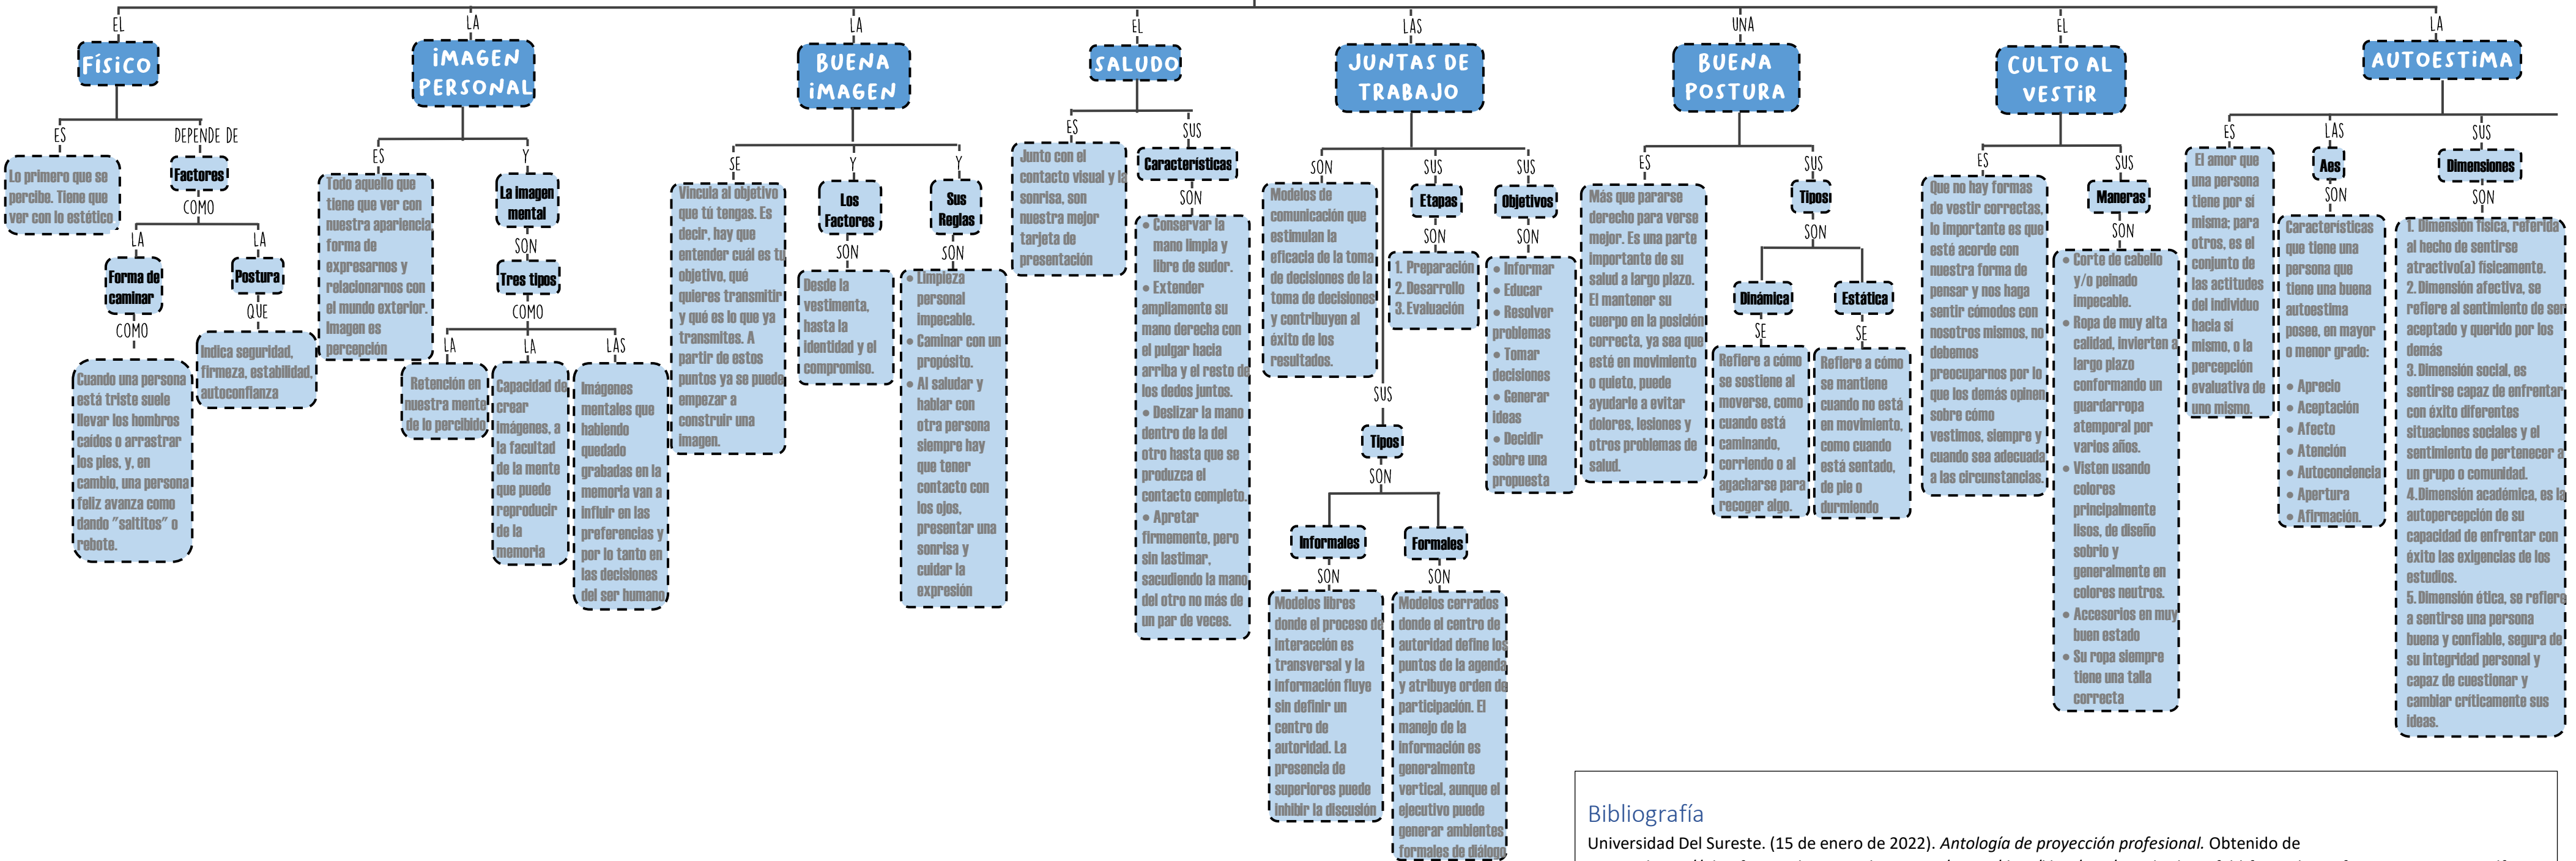 EL
FÍSICO
ES
Lo primero que se
percibe. Tiene que
ver con lo estético
DEPENDE DE
Factores
COMO
LA
Forma de
caminar
COMO
Cuando una persona
está triste suele
llevar los hombros
caídos o arrastrar
los pies, y, en
cambio, una persona
feliz avanza como
dando "saltitos" o
rebote.
LA
Postura
QUE
Indica seguridad,
firmeza, estabilidad,
autoconfianza
LA
IMAGEN
PERSONAL
ES
Todo aquello que
tiene que ver con
nuestra apariencia
forma de
expresarnos y
relacionarnos con
el mundo exterior.
Imagen es
percepción
Y
La imagen
mental
SON
Tres tipos
COMO
LA
Retención en
nuestra mente
de lo percibido
LA
Capacidad de
crear
imágenes, a
la facultad
de la mente
que puede
reproducir
de la
memoria
LAS
Imágenes
mentales que
habiendo
quedado
grabadas en la
memoria van a
influir en las
preferencias y
por lo tanto en
las decisiones
del ser humano
LA
BUENA
IMAGEN
SE
Vincula al objetivo
que tú tengas. Es
decir, hay que
entender cuál es tu
objetivo, qué
quieres transmitir
y qué es lo que ya
transmites. A
partir de estos
puntos ya se puede
empezar a
construir una
imagen.
Y
Los
Factores
SON
Desde la
vestimenta,
hasta la
identidad y el
compromiso.
Y
Sus
Reglas
SON
• Limpieza
personal
impecable.
• Caminar con un
propósito.
• Al saludar y
hablar con
otra persona
siempre hay
que tener
contacto con
los ojos,
presentar una
sonrisa y
cuidar la
expresión
EL
SALUDO
ES
Junto con el
contacto visual y la
sonrisa, son
nuestra mejor
tarjeta de
presentación
SUS
Características
SON
• Conservar la
mano limpia y
libre de sudor.
• Extender
ampliamente su
mano derecha con
el pulgar hacia
arriba y el resto de
los dedos juntos.
• Deslizar la mano
dentro de la del
otro hasta que se
produzca el
contacto completo.
• Apretar
firmemente, pero
sin lastimar,
sacudiendo la mano
del otro no más de
un par de veces.
LAS
JUNTAS DE
TRABAJO
SON
Modelos de
comunicación que
estimulan la
eficacia de la toma
de decisiones de la
toma de decisiones
y contribuyen al
éxito de los
resultados.
SUS
Etapas
SON
1. Preparación
2. Desarrollo
3. Evaluación
SUS
Objetivos
SON
• Informar
• Educar
• Resolver
problemas
• Tomar
decisiones
• Generar
ideas
• Decidir
sobre una
propuesta
SUS
Tipos
SON
Informales
SON
Modelos libres
donde el proceso de
interacción es
transversal y la
información fluye
sin definir un
centro de
autoridad. La
presencia de
superiores puede
inhibir la discusión
Formales
SON
Modelos cerrados
donde el centro de
autoridad define los
puntos de la agenda
y atribuye orden de
participación. El
manejo de la
información es
generalmente
vertical, aunque el
ejecutivo puede
generar ambientes
formales de diálogo
UNA
BUENA
POSTURA
ES
Más que pararse
derecho para verse
mejor. Es una parte
importante de su
salud a largo plazo.
El mantener su
cuerpo en la posición
correcta, ya sea que
esté en movimiento
o quieto, puede
ayudarle a evitar
dolores, lesiones y
otros problemas de
salud.
SUS
Tipos
SON
Dinámica
SE
Refiere a cómo
se sostiene al
moverse, como
cuando está
caminando,
corriendo o al
agacharse para
recoger algo.
Estática
SE
Refiere a cómo
se mantiene
cuando no está
en movimiento,
como cuando
está sentado,
de pie o
durmiendo
EL
CULTO AL
VESTIR
ES
Que no hay formas
de vestir correctas,
lo importante es que
esté acorde con
nuestra forma de
pensar y nos haga
sentir cómodos con
nosotros mismos, no
debemos
preocuparnos por lo
que los demás opinen
sobre cómo
vestimos, siempre y
cuando sea adecuada
a las circunstancias.
SUS
Maneras
SON
• Corte de cabello
y/o peinado
impecable.
• Ropa de muy alta
calidad, invierten a
largo plazo
conformando un
guardarropa
atemporal por
varios años.
• Visten usando
colores
principalmente
lisos, de diseño
sobrio y
generalmente en
colores neutros.
• Accesorios en muy
buen estado
• Su ropa siempre
tiene una talla
correcta
LA
AUTOESTIMA
ES
El amor que
una persona
tiene por sí
misma; para
otros, es el
conjunto de
las actitudes
del individuo
hacia sí
mismo, o la
percepción
evaluativa de
uno mismo.
LAS
Aes
SON
Características
que tiene una
persona que
tiene una buena
autoestima
posee, en mayor
o menor grado:
• Aprecio
• Aceptación
• Afecto
• Atención
• Autoconciencia
• Apertura
• Afirmación.
SUS
Dimensiones
SON
1. Dimensión física, referida
al hecho de sentirse
atractivo(a) físicamente.
2. Dimensión afectiva, se
refiere al sentimiento de ser
aceptado y querido por los
demás
3. Dimensión social, es
sentirse capaz de enfrentar
con éxito diferentes
situaciones sociales y el
sentimiento de pertenecer a
un grupo o comunidad.
4. Dimensión académica, es la
autopercepción de su
capacidad de enfrentar con
éxito las exigencias de los
estudios.
5. Dimensión ética, se refiere
a sentirse una persona
buena y confiable, segura de
su integridad personal y
capaz de cuestionar y
cambiar críticamente sus
ideas.
Bibliografía
Universidad Del Sureste. (15 de enero de 2022). Antología de proyección profesional. Obtenido de